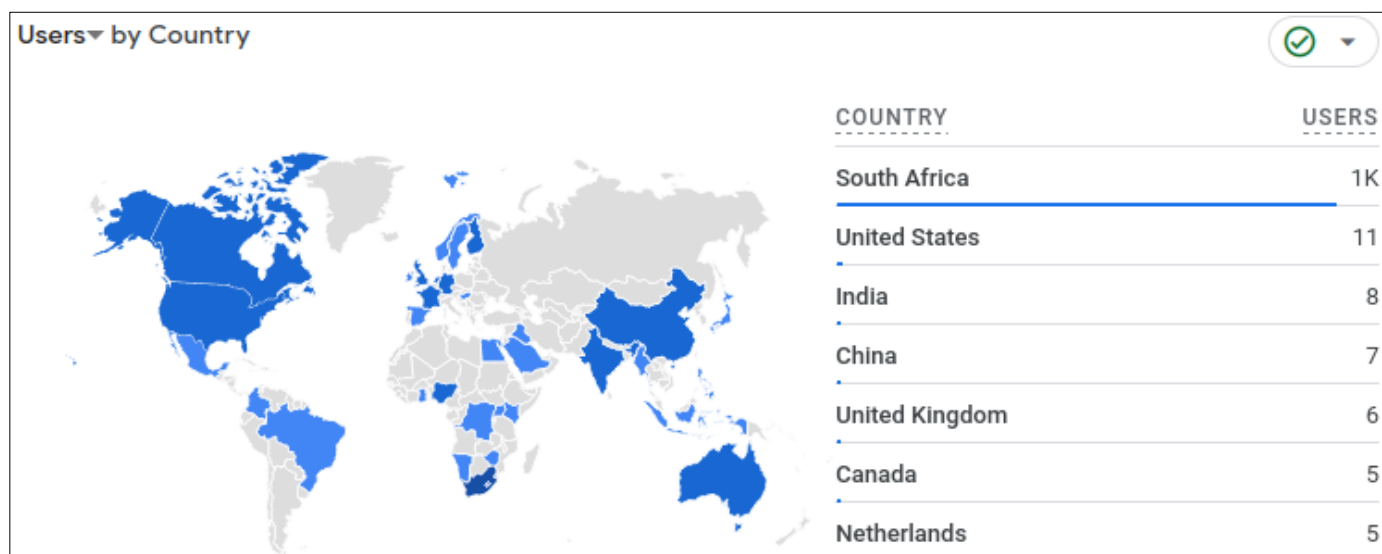 Users by Country
COUNTRY USERS
South Africa 1K
United States 11
India 8
China 7
United Kingdom 6
Canada 5
Netherlands 5